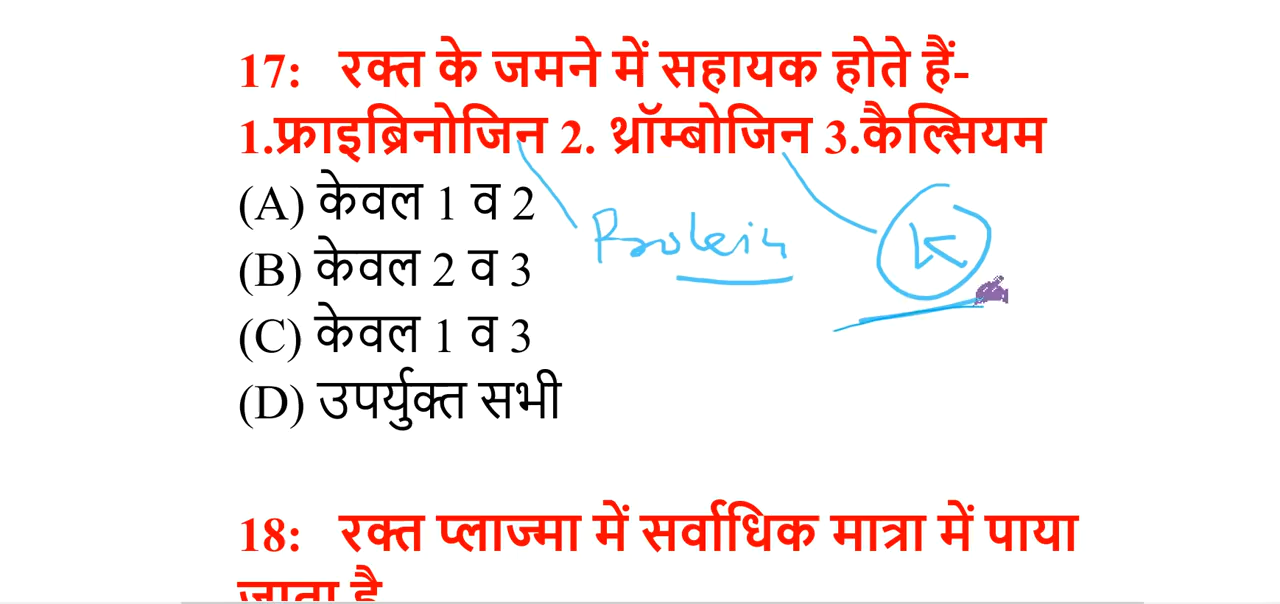 17: रक्त के जमने में सहायक होते हैं-
1.फ्राइब्रिनोजिन 2. थ्रॉम्बोजिन 3.कैल्सियम
(A) केवल 1 व 2
Protein
K
(B) केवल 2 व 3
(C) केवल 1 व 3
(D) उपर्युक्त सभी
18: रक्त प्लाज्मा में सर्वाधिक मात्रा में पाया
जाता है